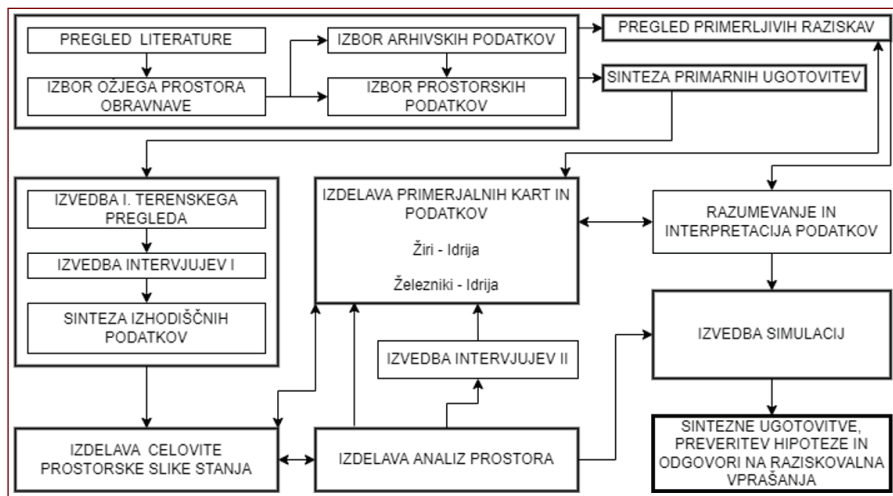 PREGLED LITERATURE
IZBOR ARHIVSKIH PODATKOV
PREGLED PRIMERLJIVIH RAZISKAV
IZBOR OŽJEGA PROSTORA
OBRAVNAVE
IZBOR PROSTORSKIH
PODATKOV
SINTEZA PRIMARNIH UGOTOVITEV
IZVEDBA I. TERENSKEGA
PREGLEDA
IZVEDBA INTERVJUJEV I
SINTEZA IZHODIŠČNIH
PODATKOV
IZDELAVA PRIMERJALNIH KART IN
PODATKOV
Žiri - Idrija
Železniki - Idrija
RAZUMEVANJE IN
INTERPRETACIJA PODATKOV
IZVEDBA SIMULACIJ
IZVEDBA INTERVJUJEV II
IZDELAVA CELOVITE
PROSTORSKE SLIKE STANJA
IZDELAVA ANALIZ PROSTORA
SINTEZNE UGOTOVITVE,
PREVERITEV HIPOTEZE IN
ODGOVORI NA RAZISKOVALNA
VPRAŠANJA